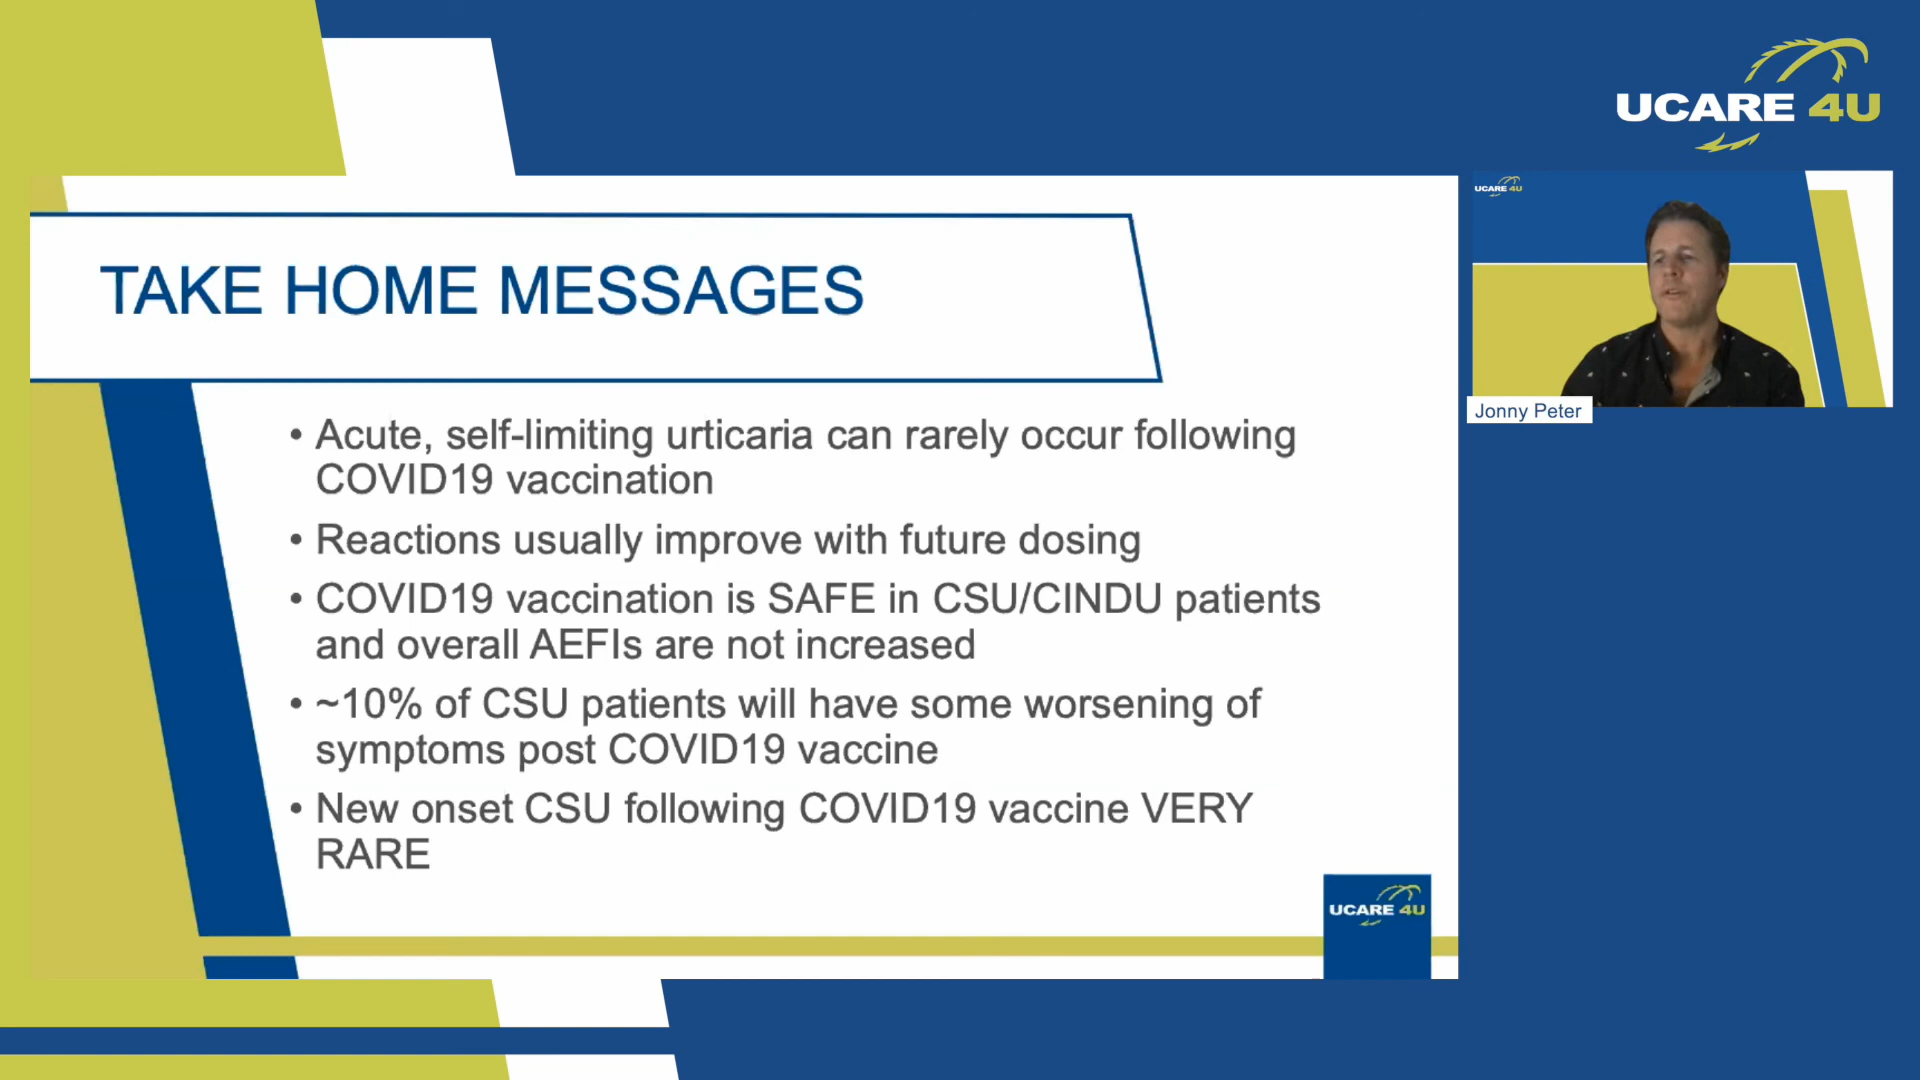 UCARE 4U
UCARE 4U
Jonny Peter
TAKE HOME MESSAGES
• Acute, self-limiting urticaria can rarely occur following
COVID19 vaccination
• Reactions usually improve with future dosing
• COVID19 vaccination is SAFE in CSU/CINDU patients
and overall AEFIs are not increased
• ~10% of CSU patients will have some worsening of
symptoms post COVID19 vaccine
• New onset CSU following COVID19 vaccine VERY
RARE
UCARE 4U